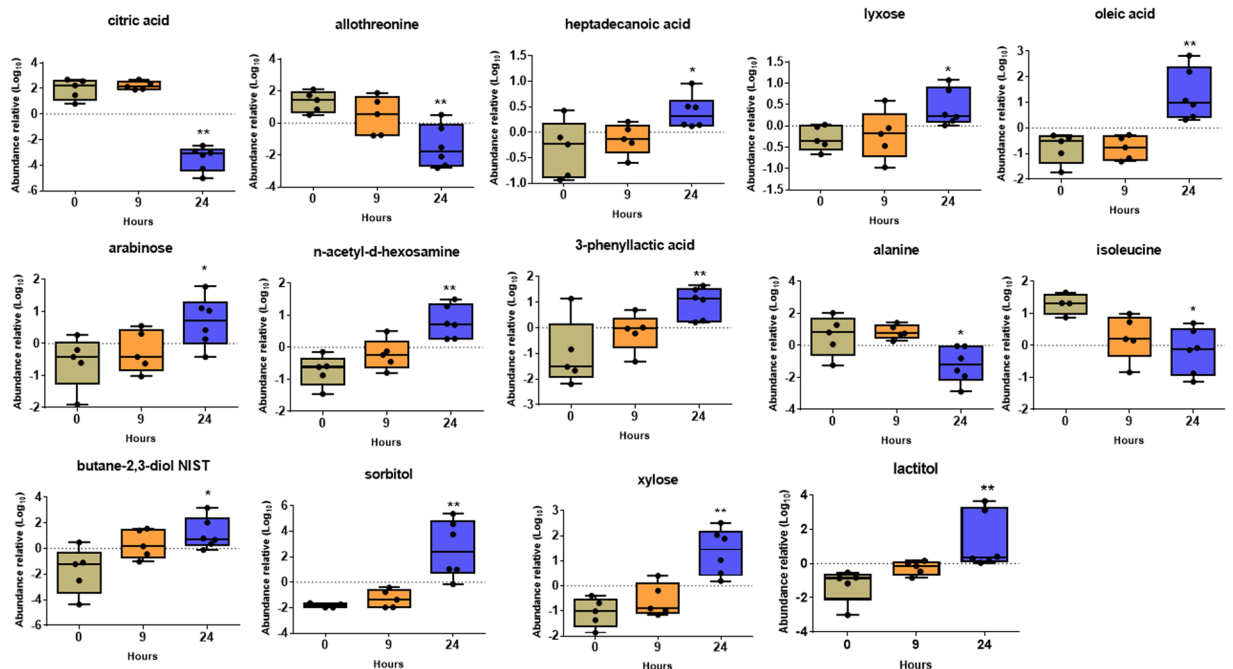 citric acid
Abundance relative (Log10)
4
2
0
-2
-4
-6
**
0 9 24
Hours
allothreonine
Abundance relative (Log10)
4
2
0
-2
-4
**
0 9 24
Hours
heptadecanoic acid
Abundance relative (Log10)
1.5
1.0
0.5
0.0
-0.5
-1.0
*
0 9 24
Hours
lyxose
Abundance relative (Log10)
1.5
1.0
0.5
0.0
-0.5
-1.0
-1.5
*
0 9 24
Hours
oleic acid
Abundance relative (Log10)
3
2
1
0
-1
-2
**
0 9 24
Hours
arabinose
Abundance relative (Log10)
2
1
0
-1
-2
*
0 9 24
Hours
n-acetyl-d-hexosamine
Abundance relative (Log10)
2
1
0
-1
-2
**
0 9 24
Hours
3-phenyllactic acid
Abundance relative (Log10)
2
1
0
-1
-2
-3
**
0 9 24
Hours
alanine
Abundance relative (Log10)
4
2
0
-2
-4
*
0 9 24
Hours
isoleucine
Abundance relative (Log10)
2
1
0
-1
-2
*
0 9 24
Hours
butane-2,3-diol NIST
Abundance relative (Log10)
4
2
0
-2
-4
-6
*
0 9 24
Hours
sorbitol
Abundance relative (Log10)
6
4
2
0
-2
-4
**
0 9 24
Hours
xylose
Abundance relative (Log10)
3
2
1
0
-1
-2
**
0 9 24
Hours
lactitol
Abundance relative (Log10)
4
2
0
-2
-4
**
0 9 24
Hours